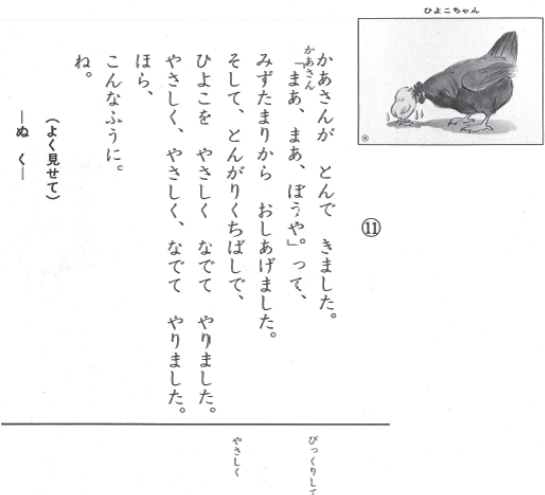 ひよこちゃん
⑪
かあさんが　とんで　きました。
かあさん
「まあ、まあ、ぼうや。」って、
みずたまりから　おしあげました。
そして、とんがりくちばしで、
ひよこを　やさしく　なでて　やりました。
やさしく、やさしく、なでて　やりました。
ほら、
こんなふうに。
ね。
（よく見せて）
―ぬ　く―
びっくりして
やさしく